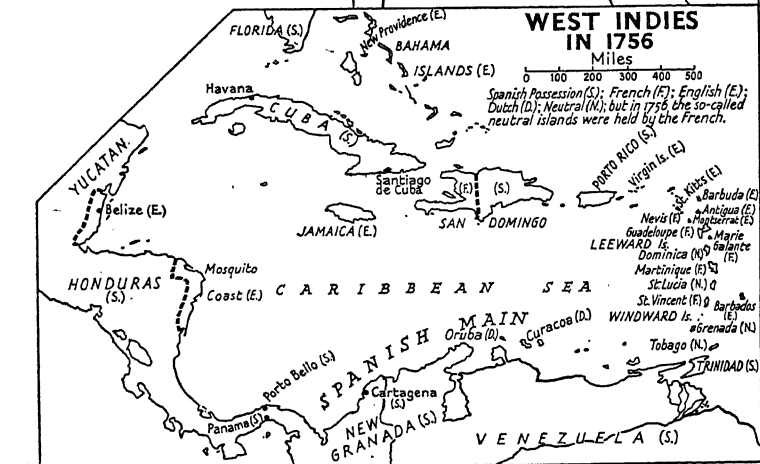 WEST INDIES
IN 1756
Miles
0 100 200 300 400 500
Spanish Possession (S.); French (F.); English (E.);
Dutch (D.); Neutral (N.); but in 1756 the so-called
neutral islands were held by the French.
FLORIDA (S.)
New Providence (E.)
BAHAMA
ISLANDS (E.)
Havana
CUBA (S.)
YUCATAN.
Santiago
de Cuba
(F.)
(S.)
PORTO RICO (S.)
Virgin Is. (E.)
St. Kitts (E)
Barbuda (E)
Belize (E.)
JAMAICA (E.)
SAN DOMINGO
Nevis (E)
Antigua (E.)
Montserrat (E.)
Guadeloupe (F.)
Marie
Galante
(F.)
LEEWARD Is.
Dominica (N)
HONDURAS
(S.)
Mosquito
Coast (E.)
CARIBBEAN SEA
Martinique (F.)
St. Lucia (N.)
St. Vincent (F.)
Barbados
(E.)
WINDWARD Is.
Grenada (N.)
SPANISH MAIN
Oruba (D.)
Curacoa (D.)
Tobago (N.)
TRINIDAD (S.)
Porto Bello (S.)
Panama (S)
Cartagena
(S.)
NEW
GRANADA (S.)
VENEZUELA (S.)